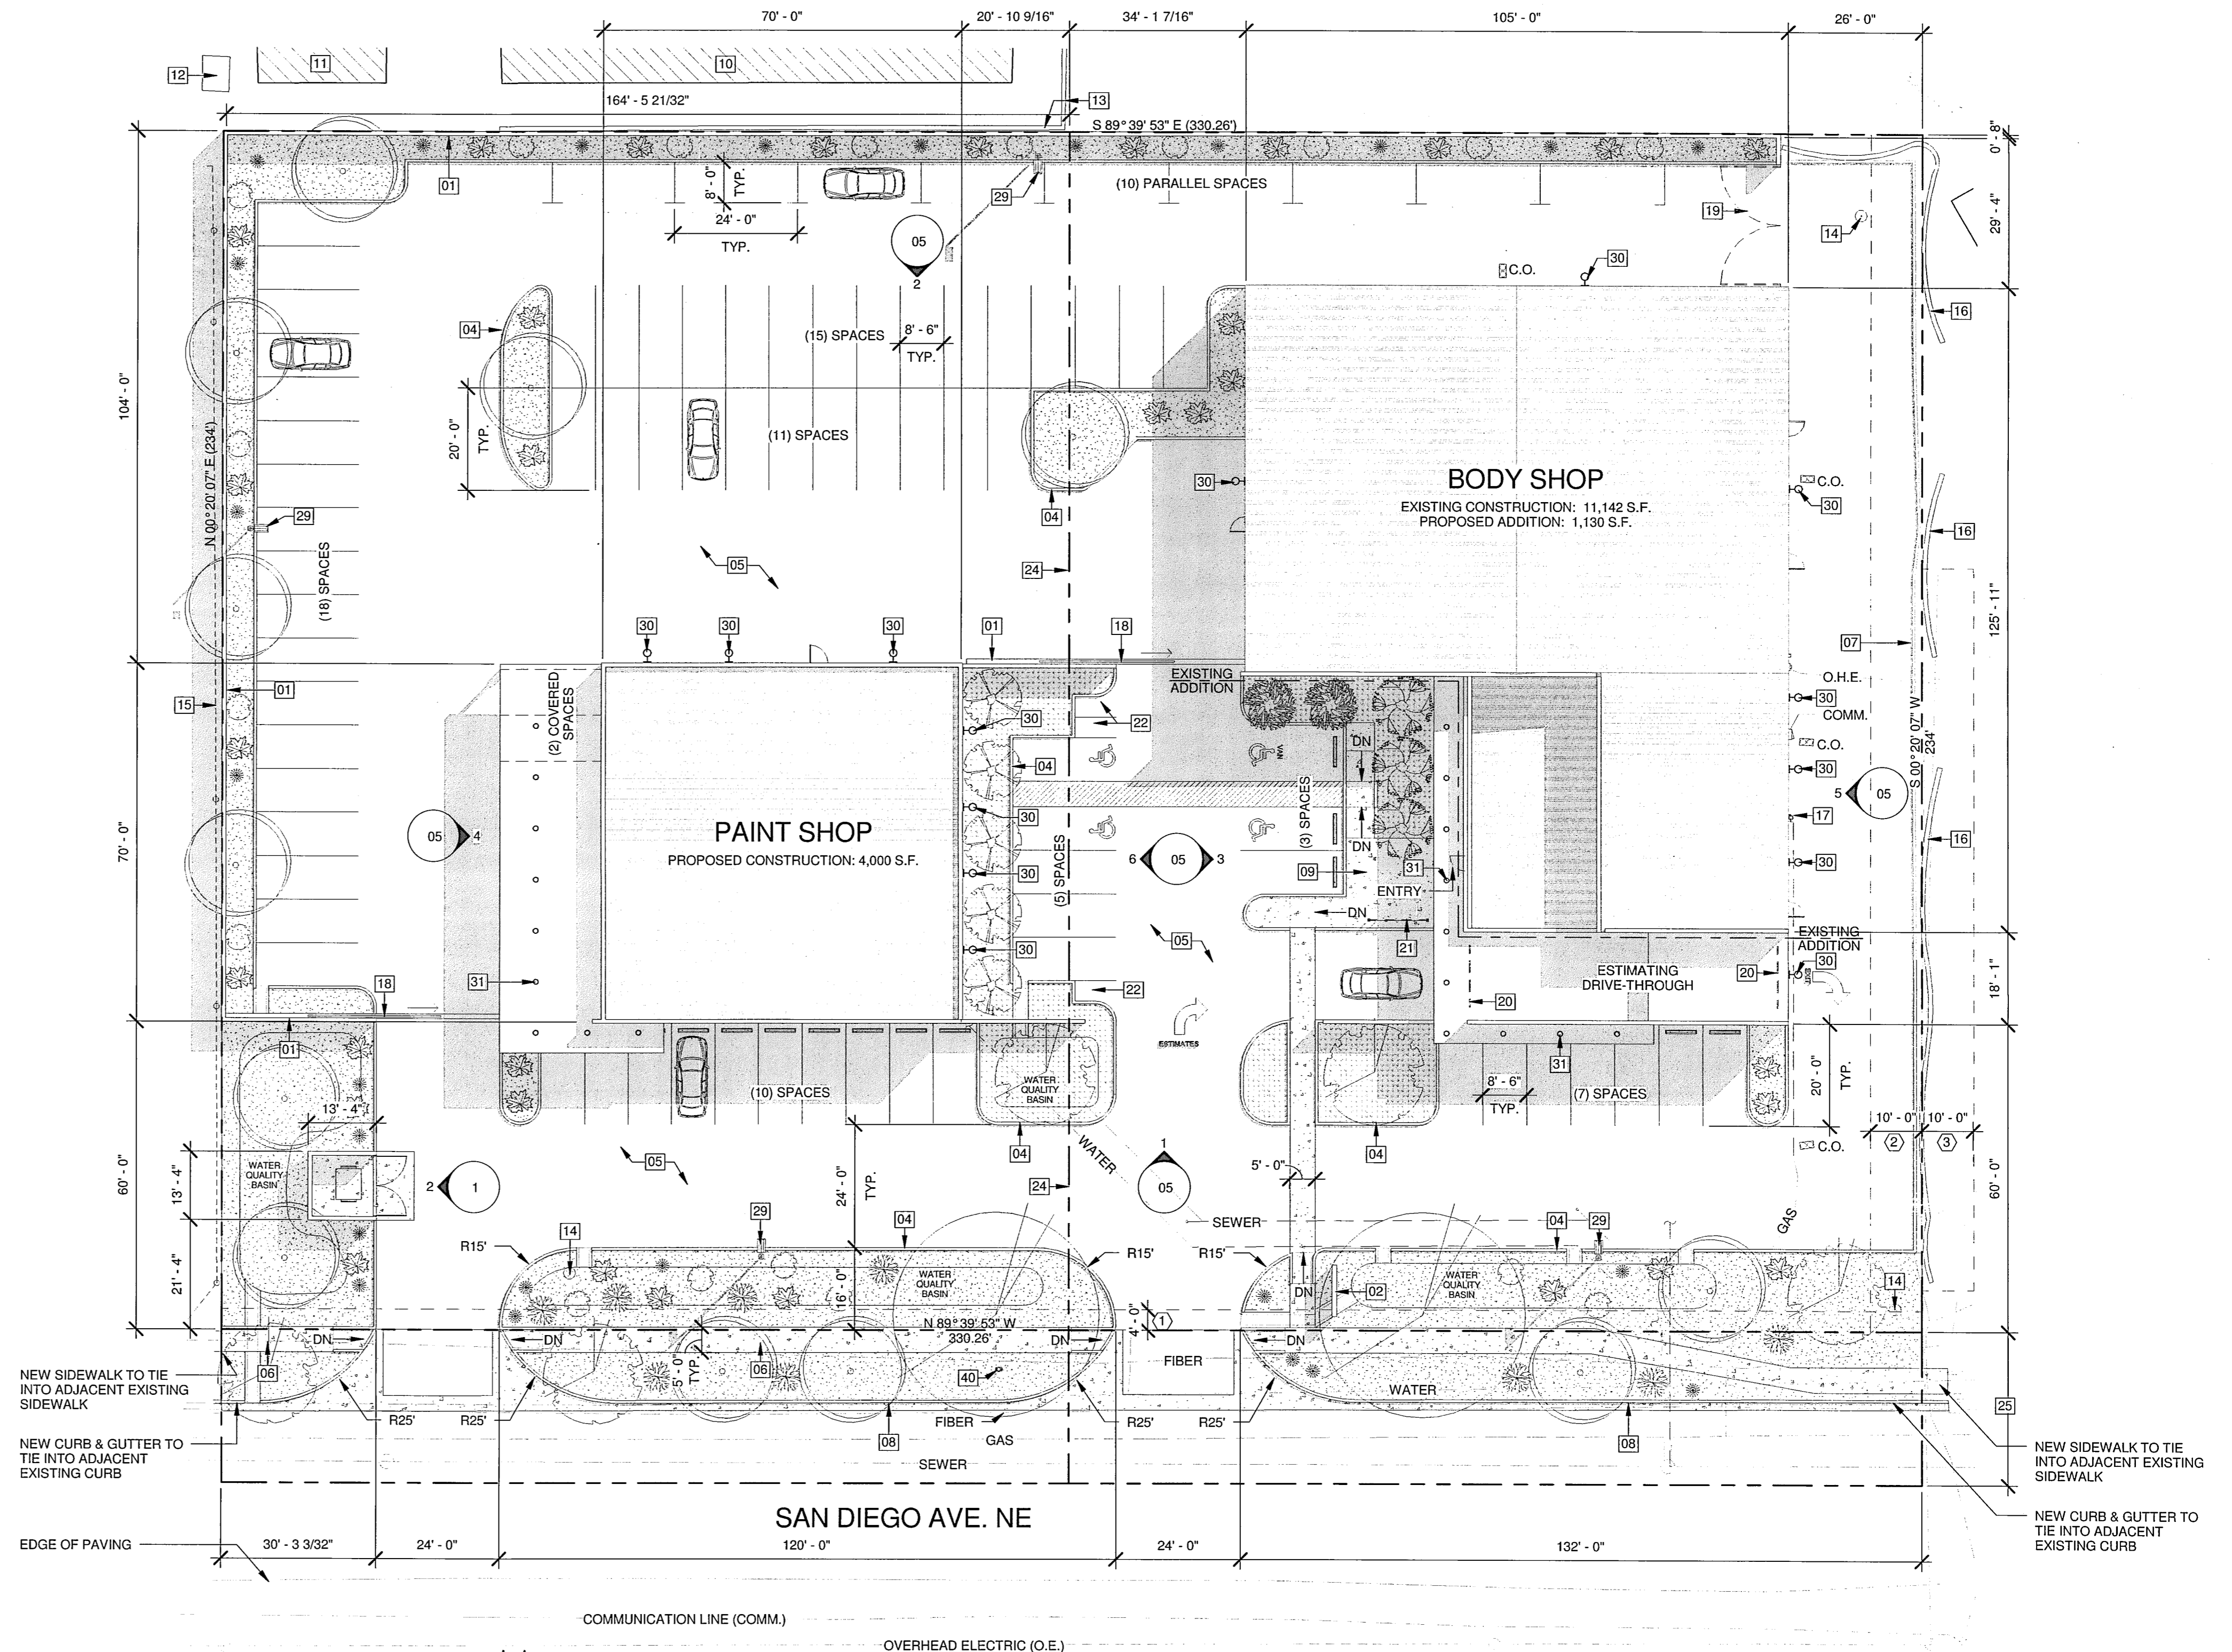 70' - 0"
20' - 10 9/16"
34' - 1 7/16"
105' - 0"
26' - 0"
12
11
10
164' - 5 21/32"
13
S 89° 39' 53" E (330.26')
0' - 8"
01
8' - 0"
TYP.
29
(10) PARALLEL SPACES
19
14
29' - 4"
24' - 0"
TYP.
05
2
C.O.
30
16
04
(15) SPACES
8' - 6"
TYP.
104' - 0"
N 00° 20' 07" E (234')
20' - 0"
TYP.
(11) SPACES
30
BODY SHOP
EXISTING CONSTRUCTION: 11,142 S.F.
PROPOSED ADDITION: 1,130 S.F.
C.O.
30
29
04
16
(18) SPACES
05
24
125' - 11"
30
30
30
01
18
07
EXISTING
ADDITION
O.H.E.
30
COMM.
C.O.
30
S 00° 20' 07" W
234'
15
01
(2) COVERED
SPACES
30
22
DN
VAN
04
5
05
05
4
70' - 0"
PAINT SHOP
PROPOSED CONSTRUCTION: 4,000 S.F.
30
(5) SPACES
6
05
3
(3) SPACES
DN
17
16
30
30
09
31
ENTRY
DN
05
21
EXISTING
ADDITION
30
30
18
31
22
ESTIMATING
DRIVE-THROUGH
20
20
18' - 1"
01
ESTIMATES
31
WATER
QUALITY
BASIN
(10) SPACES
8' - 6"
TYP.
(7) SPACES
20' - 0"
TYP.
13' - 4"
10' - 0"
10' - 0"
2
3
04
WATER
1
05
04
C.O.
60' - 0"
13' - 4"
WATER
QUALITY
BASIN
2
1
05
24' - 0"
TYP.
24
5' - 0"
60' - 0"
21' - 4"
14
29
04
SEWER
04
29
GAS
R15'
R15'
R15'
WATER
QUALITY
BASIN
16' - 0"
DN
02
WATER
QUALITY
BASIN
14
4' - 0"
1
N 89° 39' 53" W
330.26'
DN
DN
DN
DN
06
5' - 0"
TYP.
06
40
FIBER
WATER
NEW SIDEWALK TO TIE
INTO ADJACENT EXISTING
SIDEWALK
R25'
R25'
FIBER
R25'
R25'
25
NEW CURB & GUTTER TO
TIE INTO ADJACENT
EXISTING CURB
08
GAS
08
SEWER
NEW SIDEWALK TO TIE
INTO ADJACENT EXISTING
SIDEWALK
SAN DIEGO AVE. NE
NEW CURB & GUTTER TO
TIE INTO ADJACENT
EXISTING CURB
EDGE OF PAVING
30' - 3 3/32"
24' - 0"
120' - 0"
24' - 0"
132' - 0"
COMMUNICATION LINE (COMM.)
OVERHEAD ELECTRIC (O.E.)